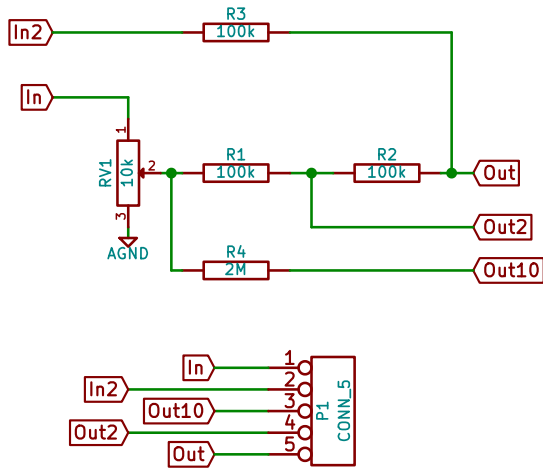 R3
In2
100k
In
1
RV1
10k
2
3
AGND
R1
100k
R2
100k
Out
Out2
R4
2M
Out10
In
1
In2
2
Out10
3
Out2
4
Out
5
P1
CONN_5